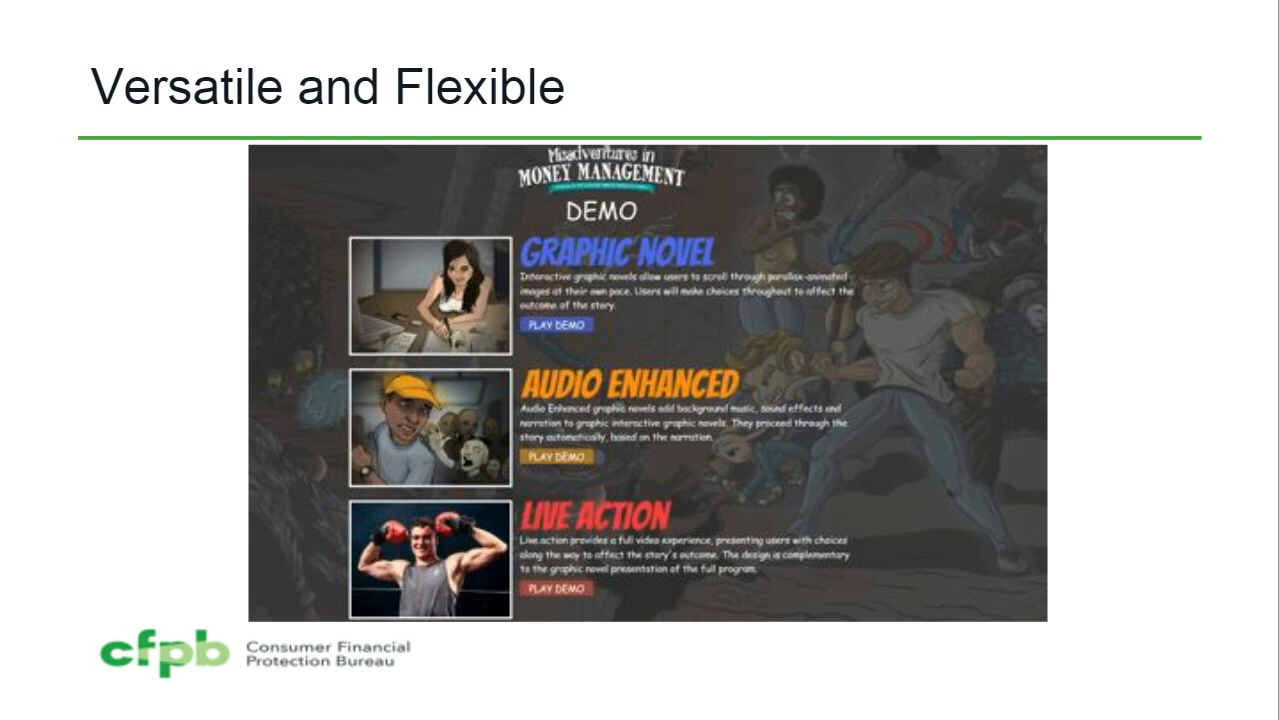 Versatile and Flexible
Misadventures in
MONEY MANAGEMENT
DEMO
GRAPHIC NOVEL
Interactive graphic novels allow users to scroll through parallax-animated
images at their own pace. Users will make choices throughout to affect the
outcome of the story.
PLAY DEMO
AUDIO ENHANCED
Audio Enhanced graphic novels add background music, sound effects and
narration to graphic interactive graphic novels. They proceed through the
story automatically, based on the narration.
PLAY DEMO
LIVE ACTION
Live action provides a full video experience, presenting users with choices
along the way to affect the story's outcome. The design is complementary
to the graphic novel presentation of the full program.
PLAY DEMO
cfpb
Consumer Financial
Protection Bureau